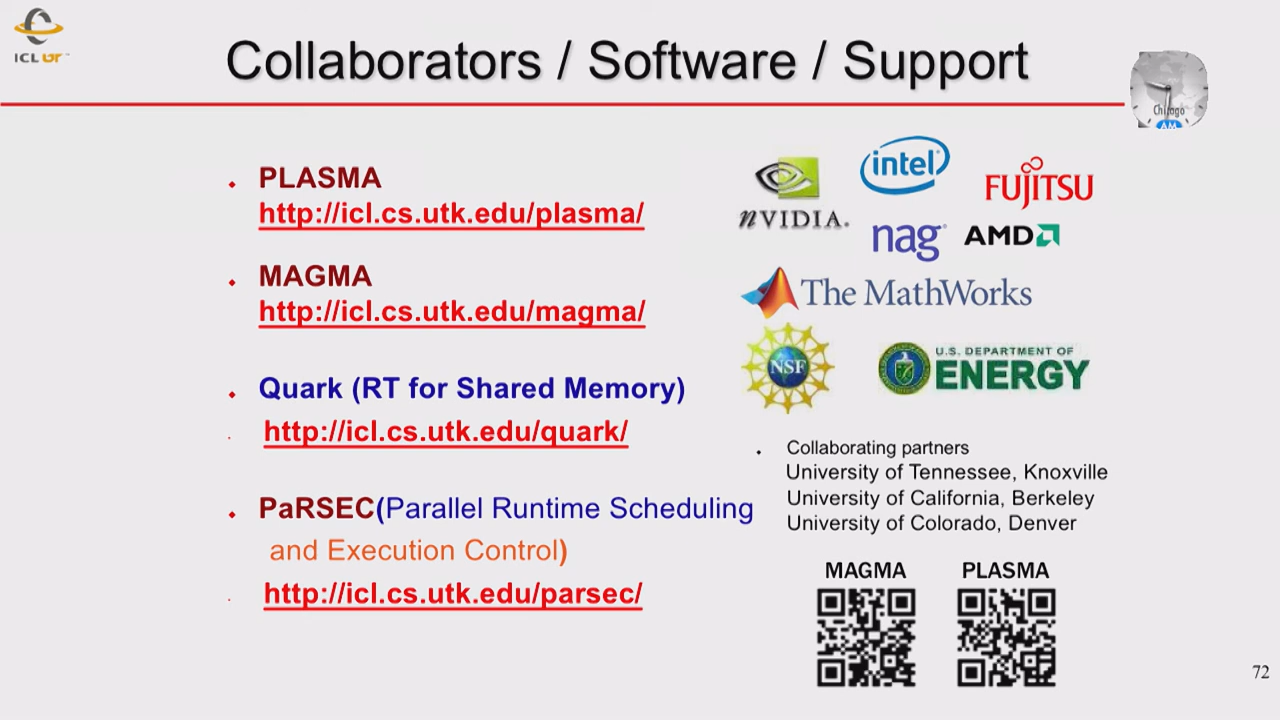 ICL UT
Collaborators / Software / Support
Chicago
AM
PLASMA
http://icl.cs.utk.edu/plasma/
MAGMA
http://icl.cs.utk.edu/magma/
Quark (RT for Shared Memory)
http://icl.cs.utk.edu/quark/
PaRSEC(Parallel Runtime Scheduling
and Execution Control)
http://icl.cs.utk.edu/parsec/
nVIDIA.
intel
FUJITSU
nag
AMD
The MathWorks
NSF
U.S. DEPARTMENT OF
ENERGY
Collaborating partners
University of Tennessee, Knoxville
University of California, Berkeley
University of Colorado, Denver
MAGMA PLASMA
72